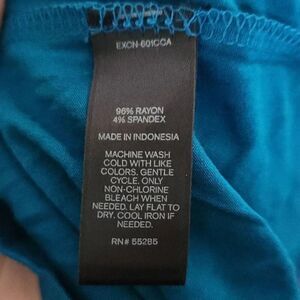 EXCN-601CCA
96% RAYON
4% SPANDEX
MADE IN INDONESIA
MACHINE WASH
COLD WITH LIKE
COLORS. GENTLE
CYCLE. ONLY
NON-CHLORINE
BLEACH WHEN
NEEDED. LAY FLAT TO
DRY. COOL IRON IF
NEEDED.
RN# 55285